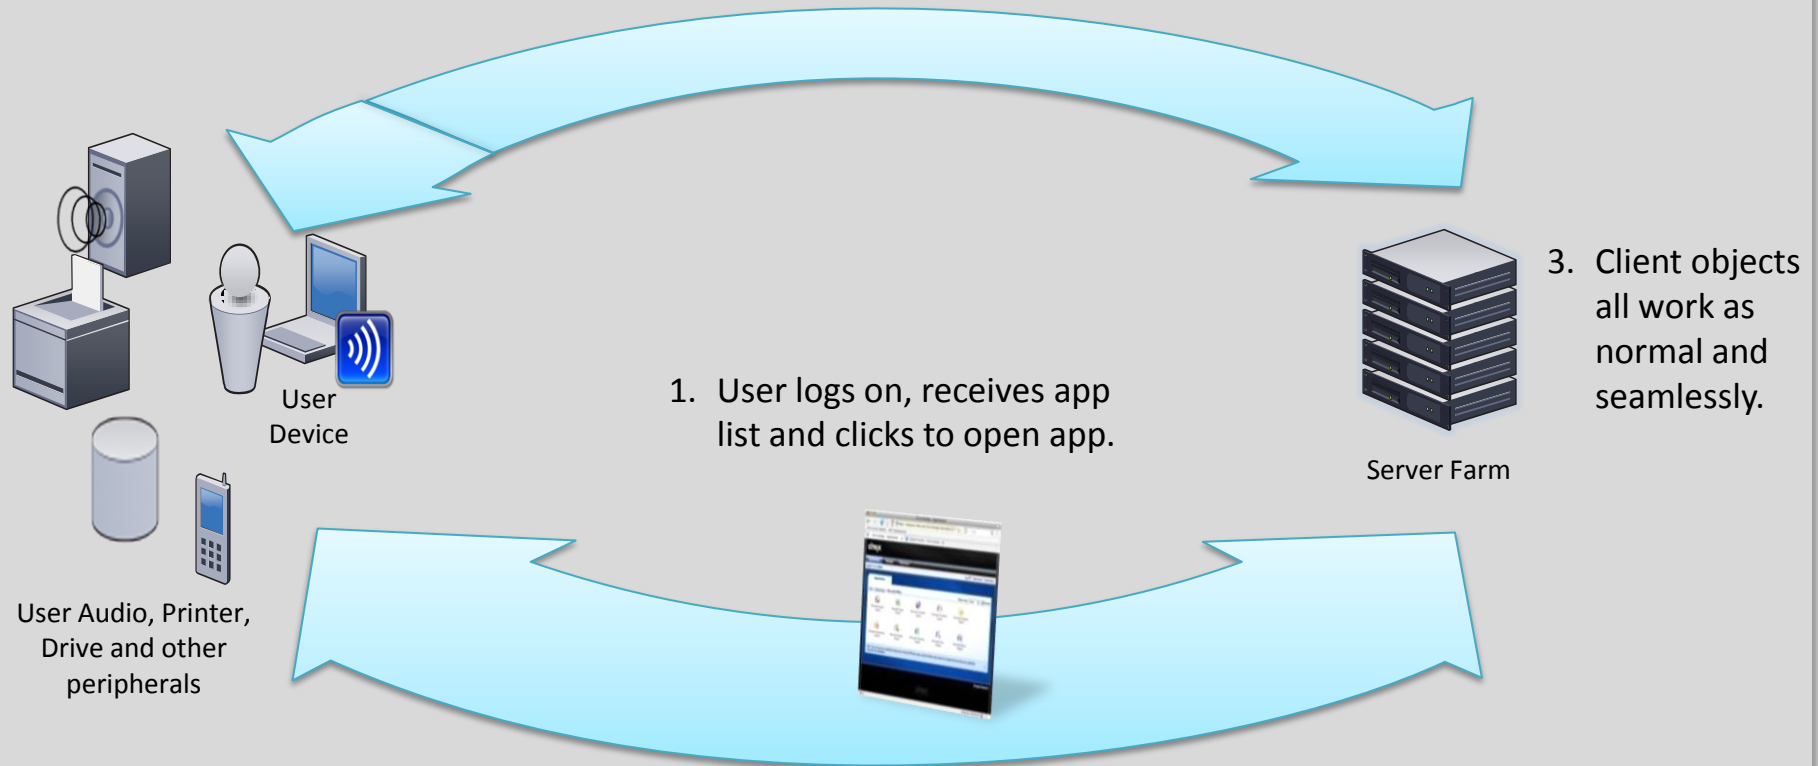 User
Device
User Audio, Printer,
Drive and other
peripherals
1. User logs on, receives app
list and clicks to open app.
Server Farm
3. Client objects
all work as
normal and
seamlessly.